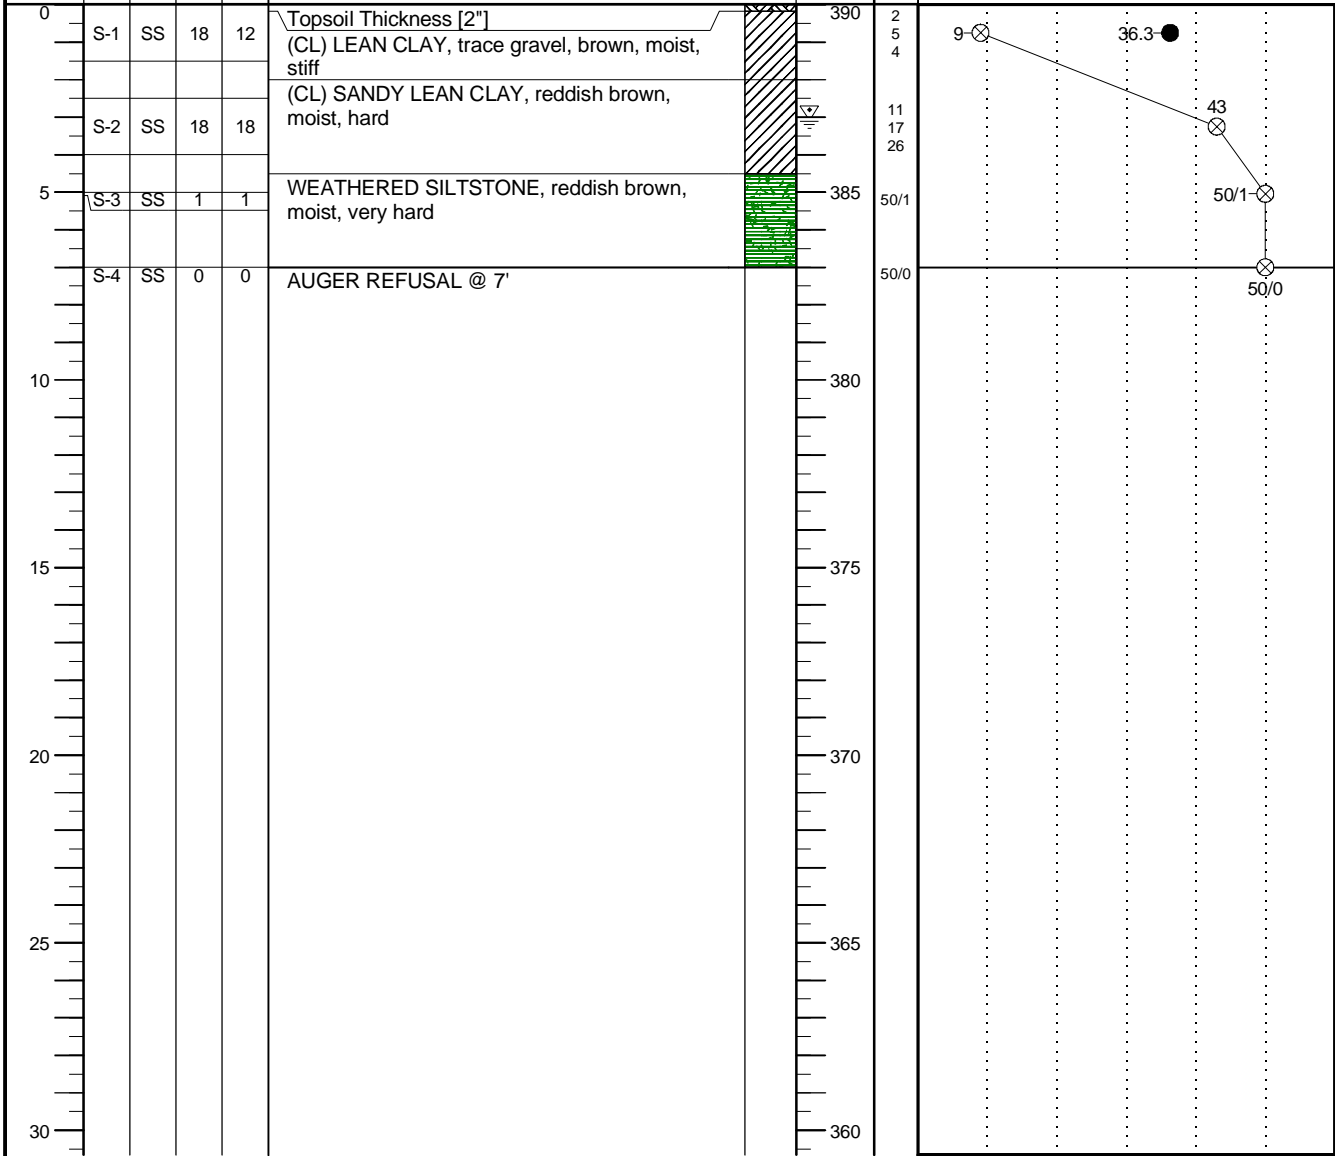 0
S-1 SS 18 12
Topsoil Thickness [2"]
(CL) LEAN CLAY, trace gravel, brown, moist,
stiff
390
2
5
4
9
36.3
S-2 SS 18 18
(CL) SANDY LEAN CLAY, reddish brown,
moist, hard
11
17
26
43
5
S-3 SS 1 1
WEATHERED SILTSTONE, reddish brown,
moist, very hard
385
50/1
50/1
S-4 SS 0 0
AUGER REFUSAL @ 7'
50/0
50/0
10
380
15
375
20
370
25
365
30
360